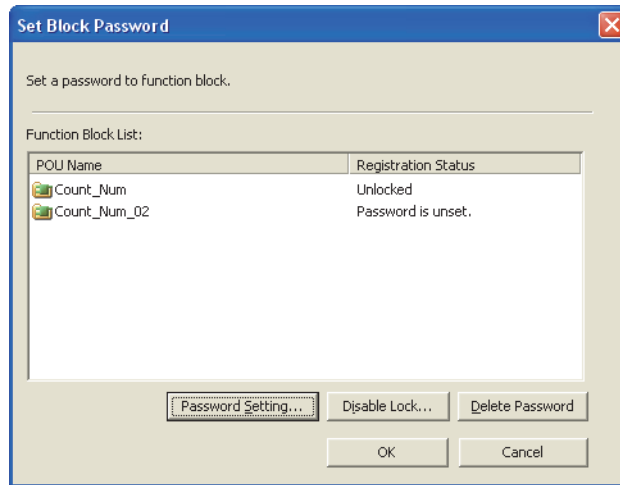 Set Block Password
Set a password to function block.
Function Block List:
POU Name Registration Status
Count_Num Unlocked
Count_Num_02 Password is unset.
Password Setting... Disable Lock... Delete Password
OK Cancel